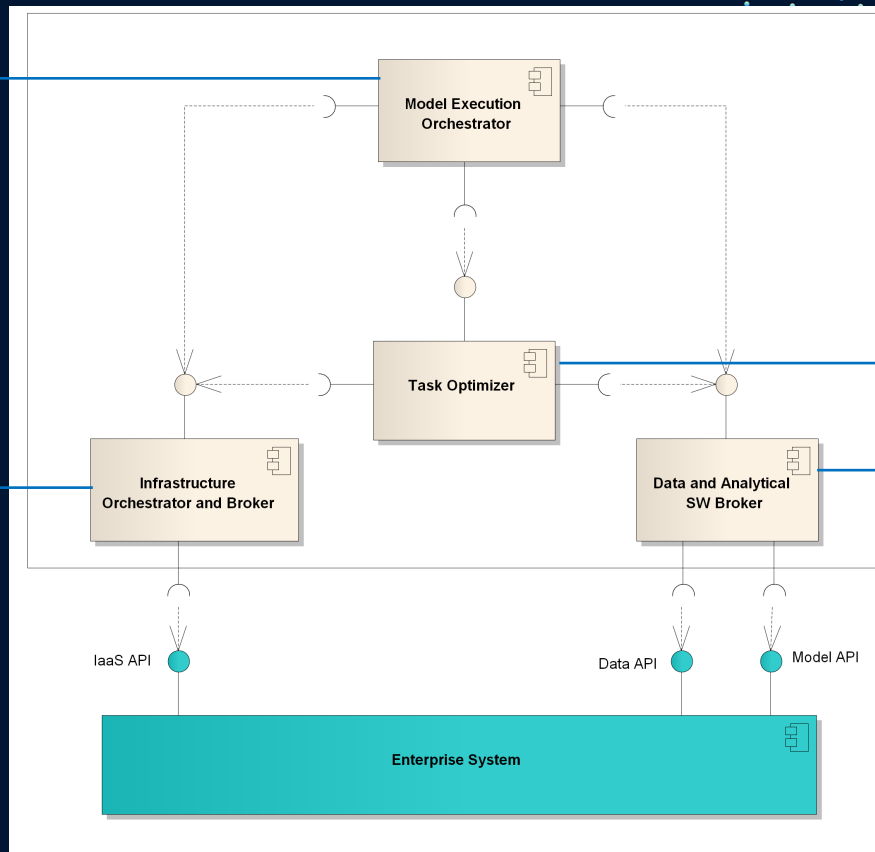 Model Execution
Orchestrator
Task Optimizer
Infrastructure
Orchestrator and Broker
Data and Analytical
SW Broker
IaaS API
Data API
Model API
Enterprise System